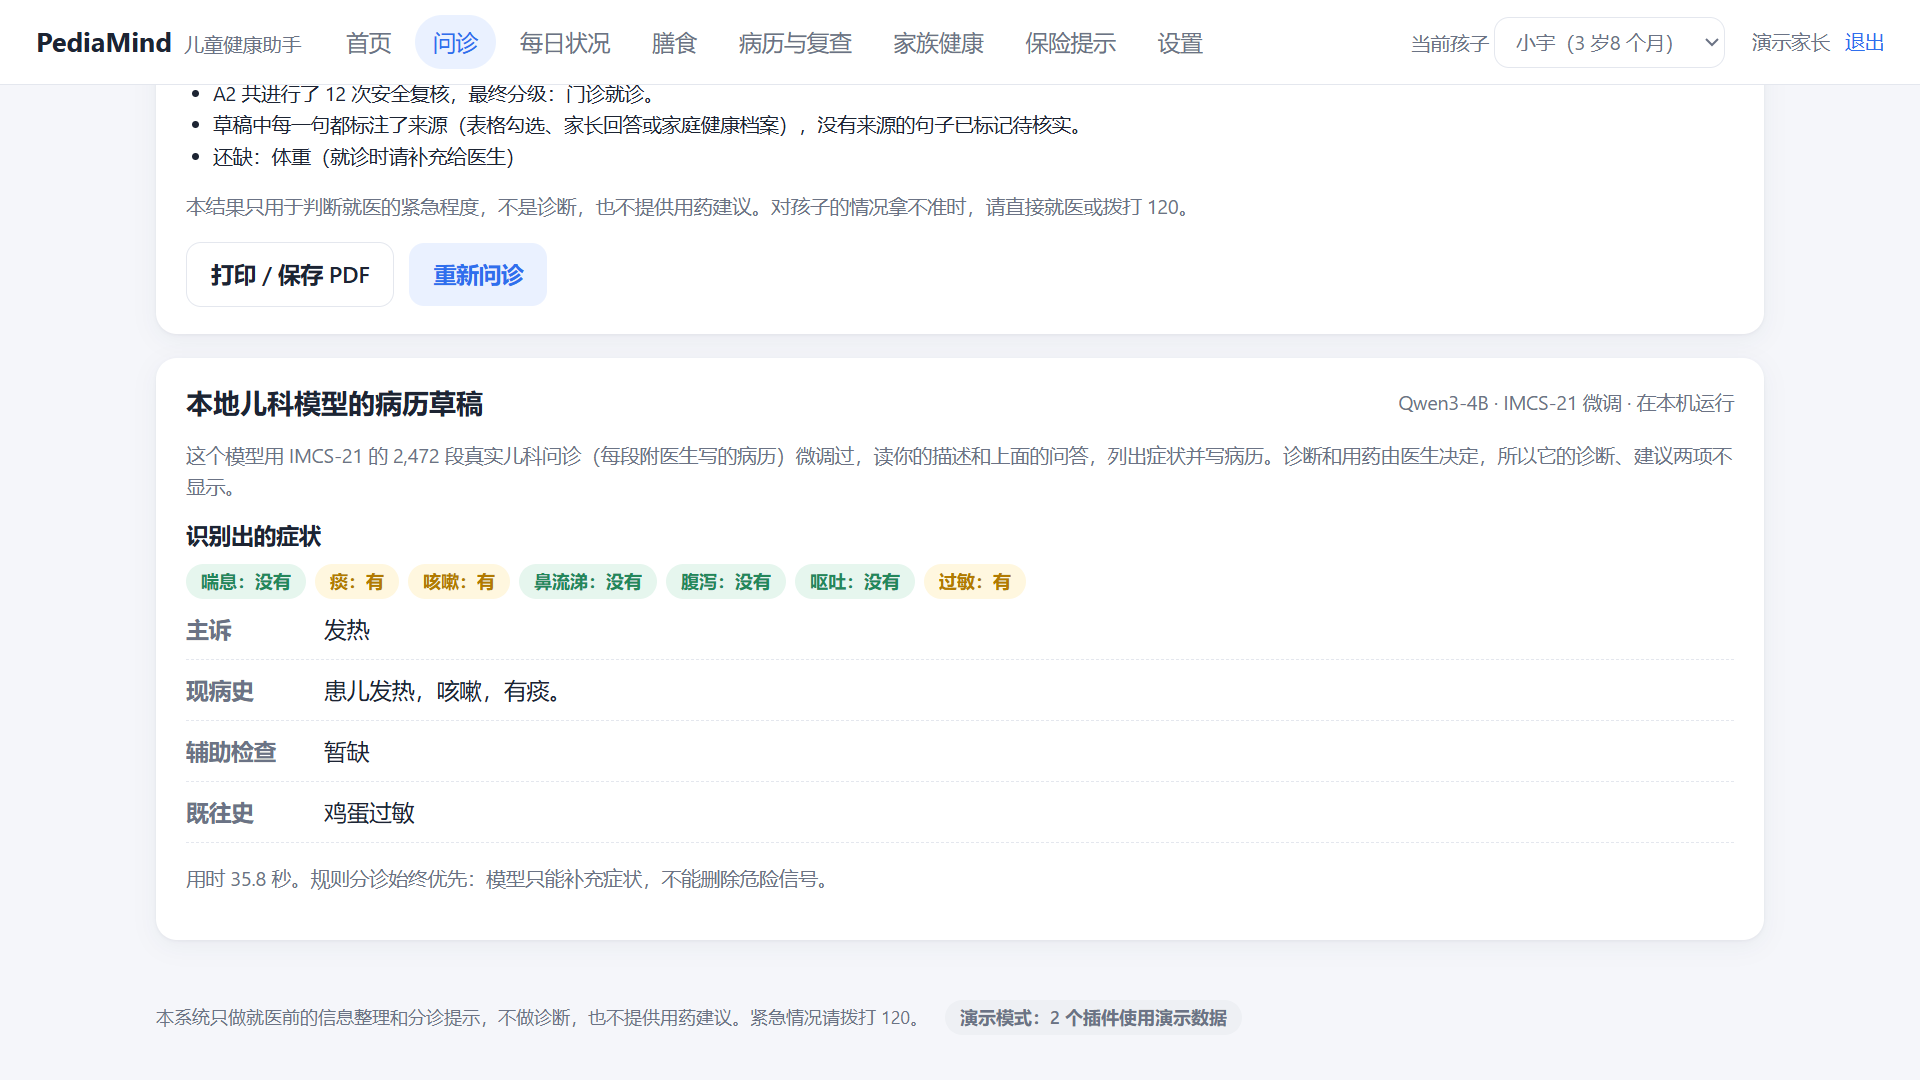 PediaMind 儿童健康助手 首页 问诊 每日状况 膳食 病历与复查 家族健康 保险提示 设置 当前孩子 小宇（3 岁8 个月） 演示家长 退出
A2 共进行了 12 次安全复核，最终分级：门诊就诊。
草稿中每一句都标注了来源（表格勾选、家长回答或家庭健康档案），没有来源的句子已标记待核实。
还缺：体重（就诊时请补充给医生）
本结果只用于判断就医的紧急程度，不是诊断，也不提供用药建议。对孩子的情况拿不准时，请直接就医或拨打 120。
打印 / 保存 PDF 重新问诊
本地儿科模型的病历草稿 Qwen3-4B · IMCS-21 微调 · 在本机运行
这个模型用 IMCS-21 的 2,472 段真实儿科问诊（每段附医生写的病历）微调过，读你的描述和上面的问答，列出症状并写病历。诊断和用药由医生决定，所以它的诊断、建议两项不
显示。
识别出的症状
喘息：没有 痰：有 咳嗽：有 鼻流涕：没有 腹泻：没有 呕吐：没有 过敏：有
主诉 发热
现病史 患儿发热，咳嗽，有痰。
辅助检查 暂缺
既往史 鸡蛋过敏
用时 35.8 秒。规则分诊始终优先：模型只能补充症状，不能删除危险信号。
本系统只做就医前的信息整理和分诊提示，不做诊断，也不提供用药建议。紧急情况请拨打 120。 演示模式：2 个插件使用演示数据